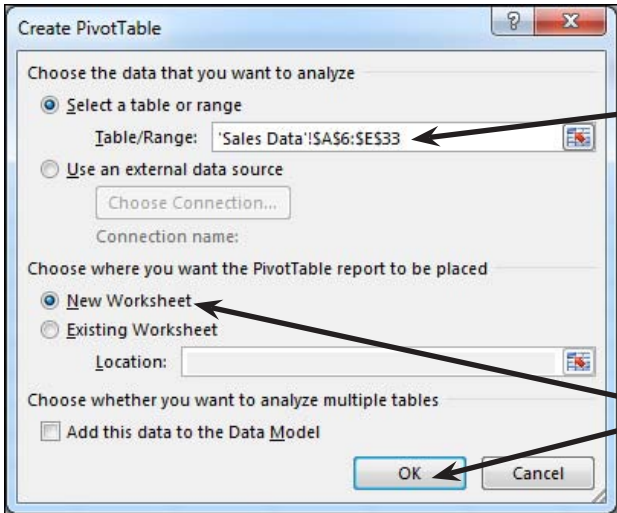 Create PivotTable
Choose the data that you want to analyze
Select a table or range
Table/Range: 'Sales Data'!$A$6:$E$33
Use an external data source
Choose Connection...
Connection name:
Choose where you want the PivotTable report to be placed
New Worksheet
Existing Worksheet
Location:
Choose whether you want to analyze multiple tables
Add this data to the Data Model
OK Cancel